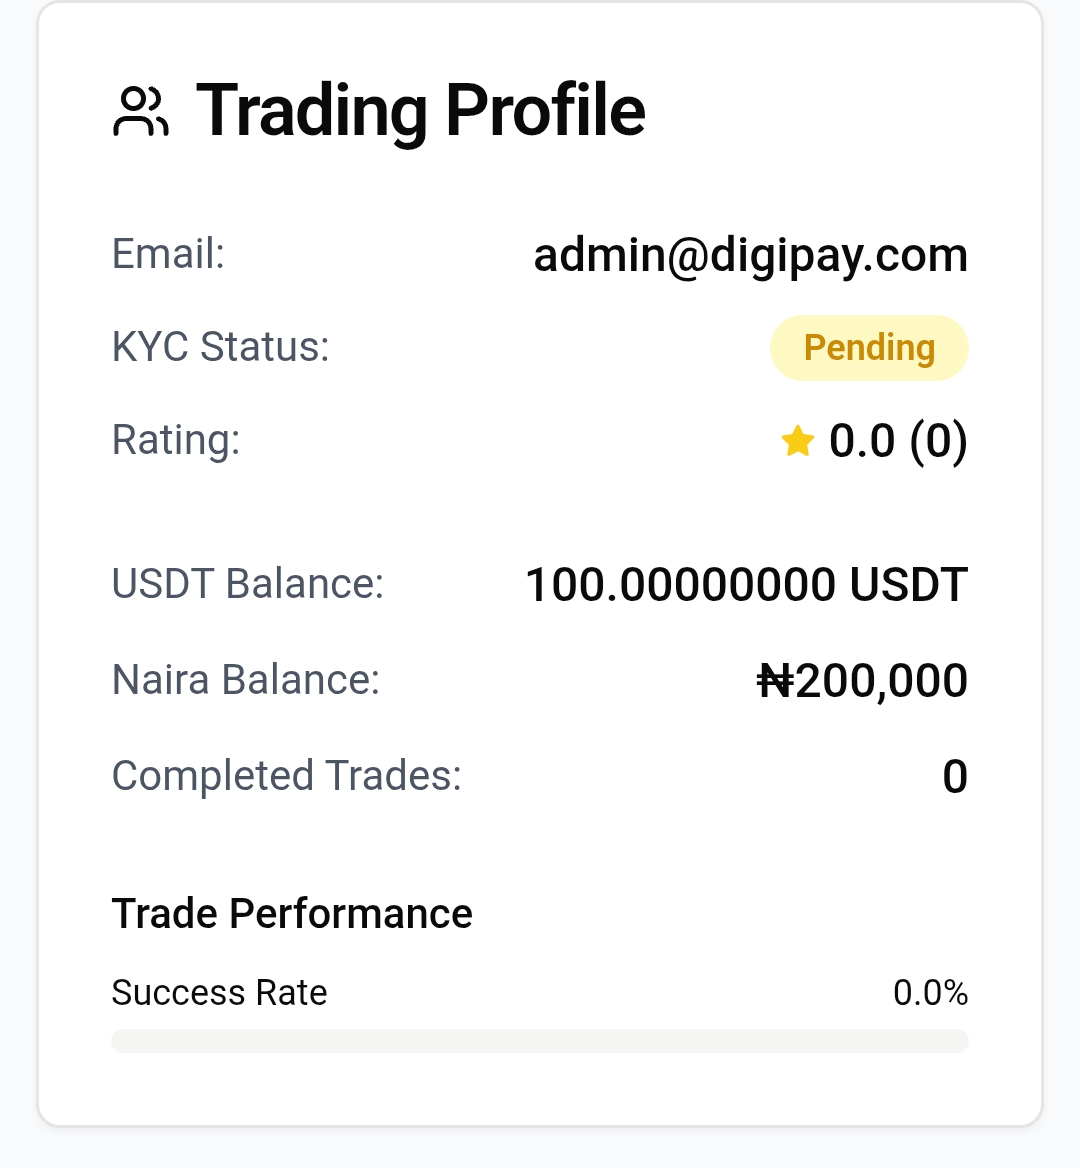 Trading Profile
Email: admin@digipay.com
KYC Status: Pending
Rating: 0.0 (0)
USDT Balance: 100.00000000 USDT
Naira Balance: ₦200,000
Completed Trades: 0
Trade Performance
Success Rate 0.0%